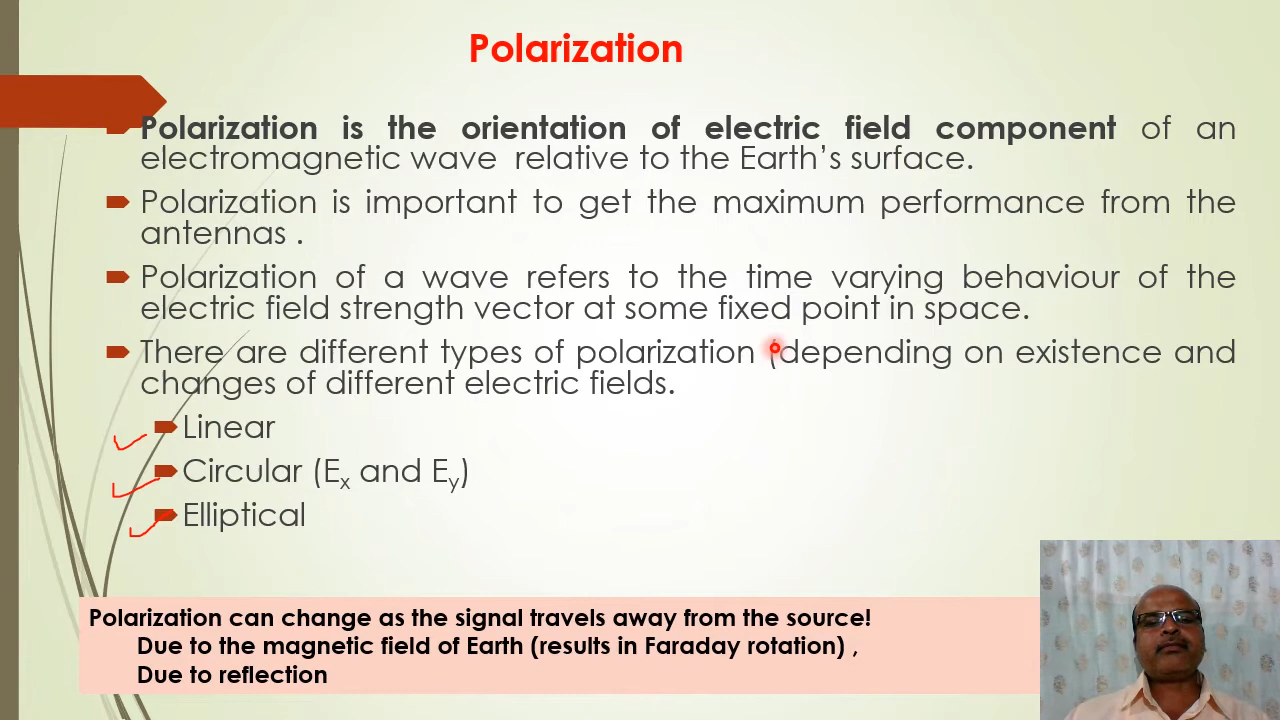 Polarization
Polarization is the orientation of electric field component of an
electromagnetic wave relative to the Earth’s surface.
Polarization is important to get the maximum performance from the
antennas .
Polarization of a wave refers to the time varying behaviour of the
electric field strength vector at some fixed point in space.
There are different types of polarization (depending on existence and
changes of different electric fields.
Linear
Circular (Ex and Ey)
Elliptical
Polarization can change as the signal travels away from the source!
Due to the magnetic field of Earth (results in Faraday rotation) ,
Due to reflection